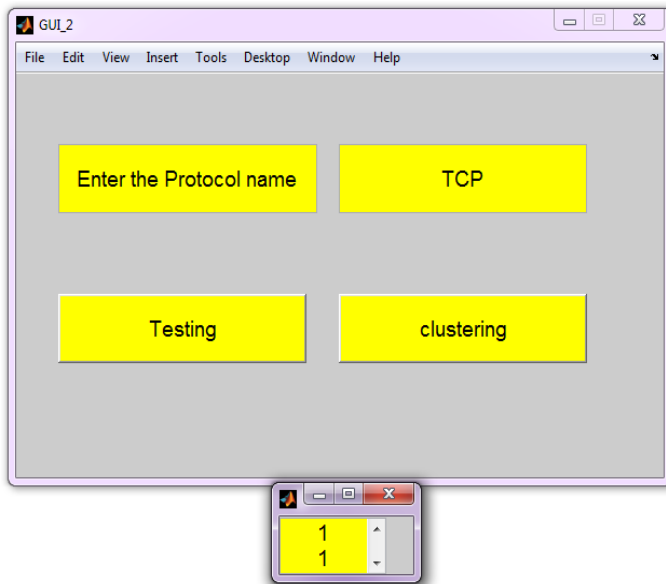 GUI_2
File Edit View Insert Tools Desktop Window Help
Enter the Protocol name
TCP
Testing
clustering
1
1